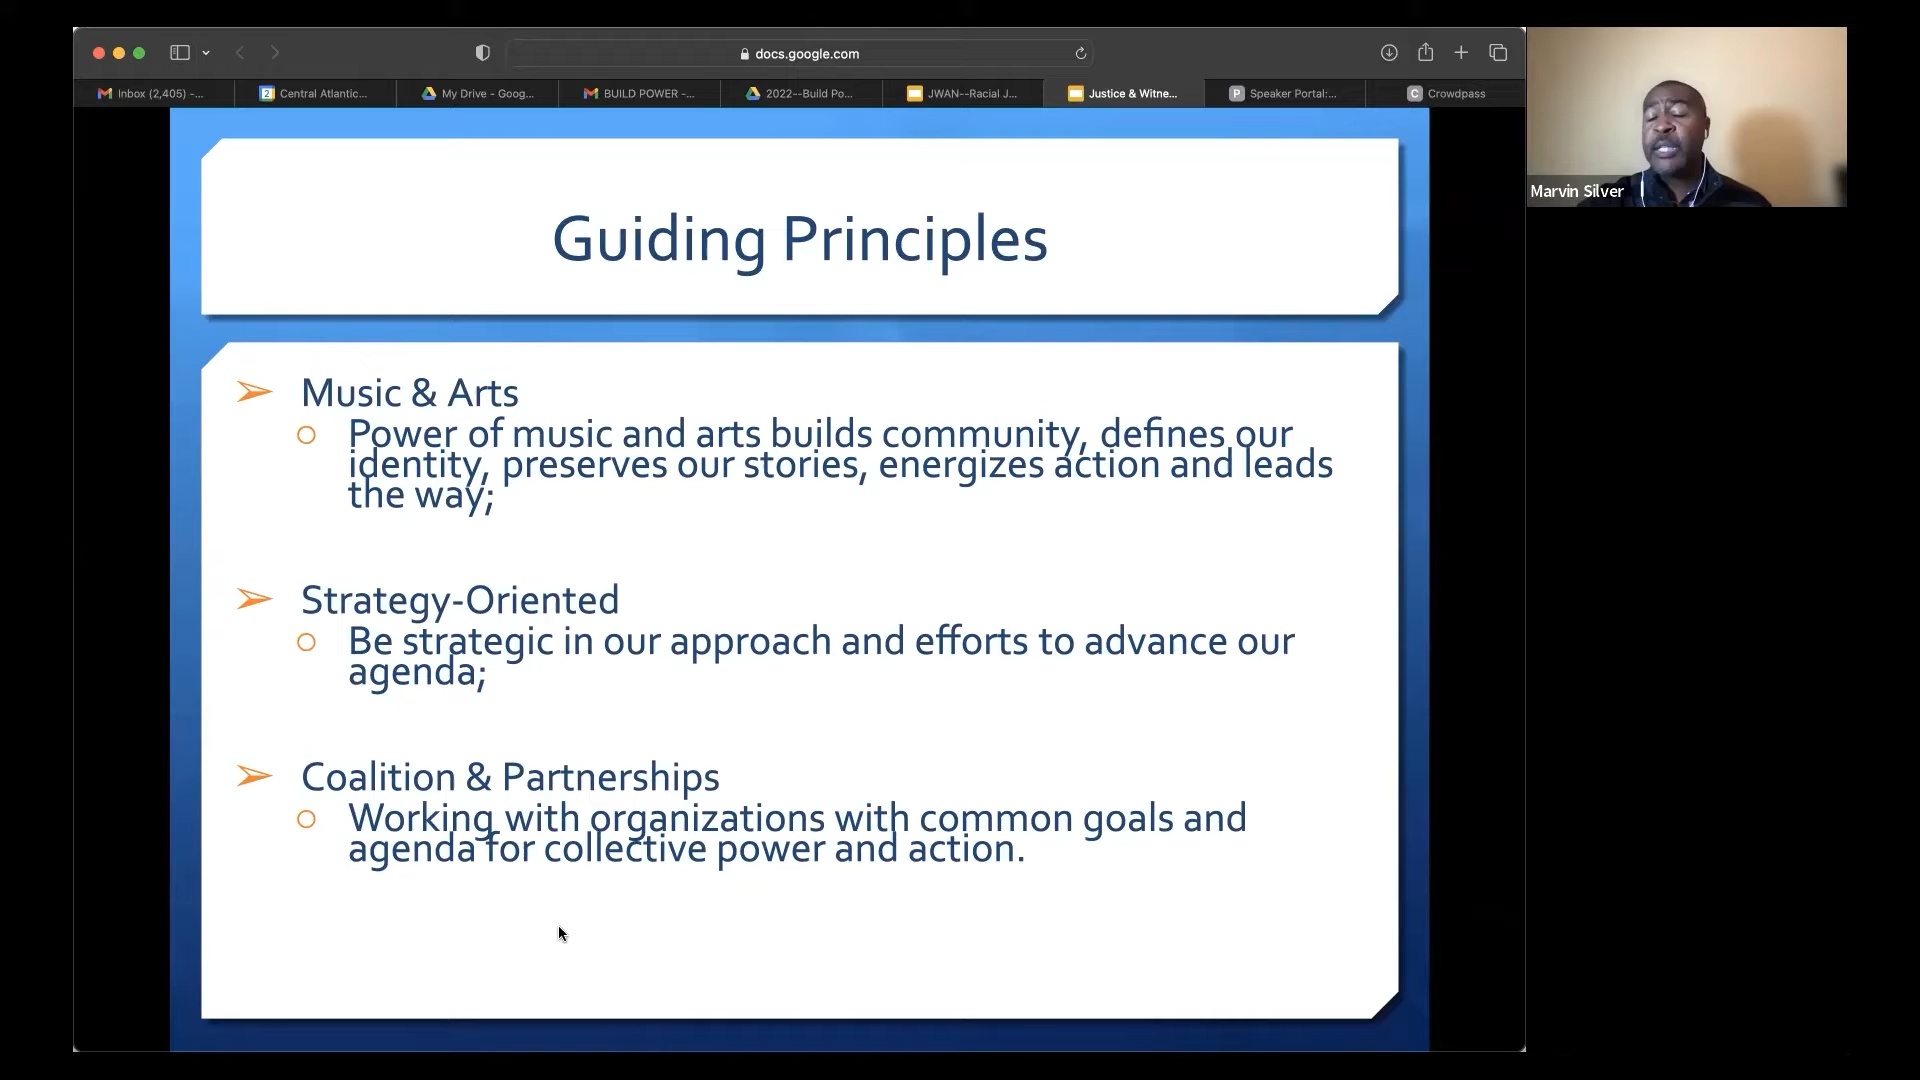 docs.google.com
Inbox (2,405) -...
2
Central Atlantic...
My Drive - Goog...
BUILD POWER -...
2022--Build Po...
JWAN--Racial J...
Justice & Witne...
P
Speaker Portal:...
C
Crowdpass
Marvin Silver
Guiding Principles
Music & Arts
Power of music and arts builds community, defines our
identity, preserves our stories, energizes action and leads
the way;
Strategy-Oriented
Be strategic in our approach and efforts to advance our
agenda;
Coalition & Partnerships
Working with organizations with common goals and
agenda for collective power and action.